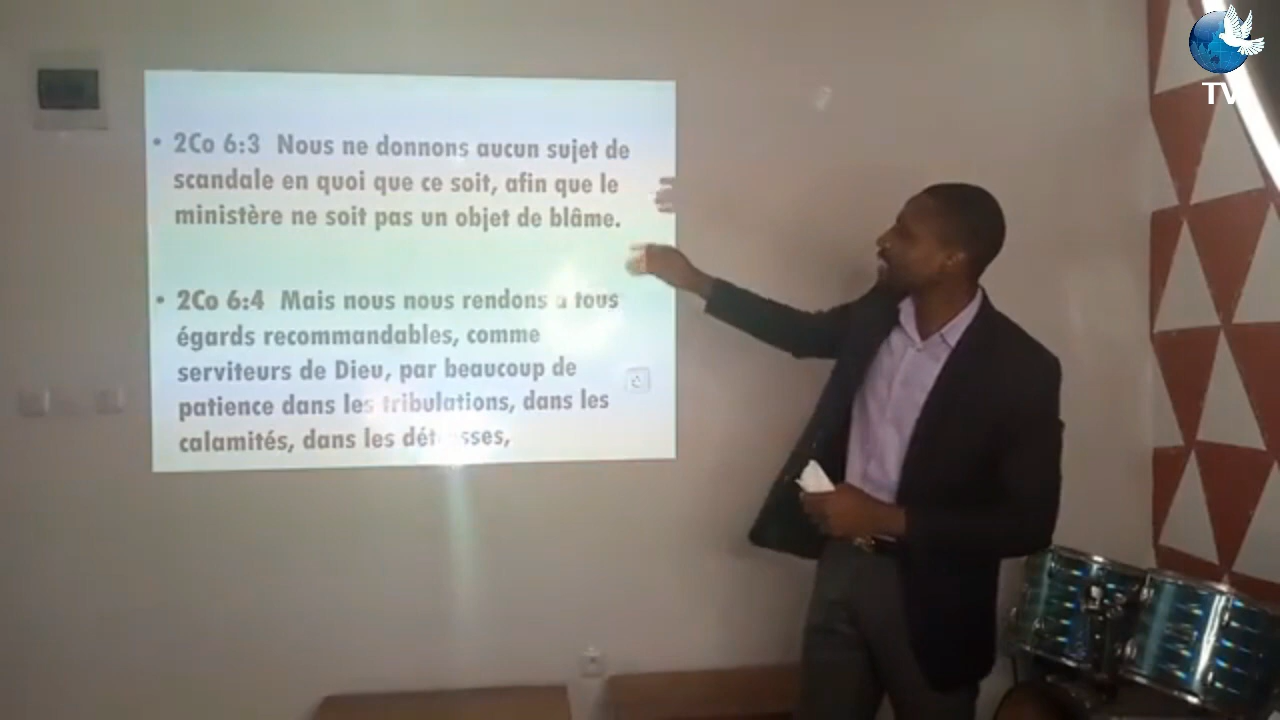 • 2Co 6:3 Nous ne donnons aucun sujet de
scandale en quoi que ce soit, afin que le
ministère ne soit pas un objet de blâme.
• 2Co 6:4 Mais nous nous rendons à tous
égards recommandables, comme
serviteurs de Dieu, par beaucoup de
patience dans les tribulations, dans les
calamités, dans les détresses,
TV